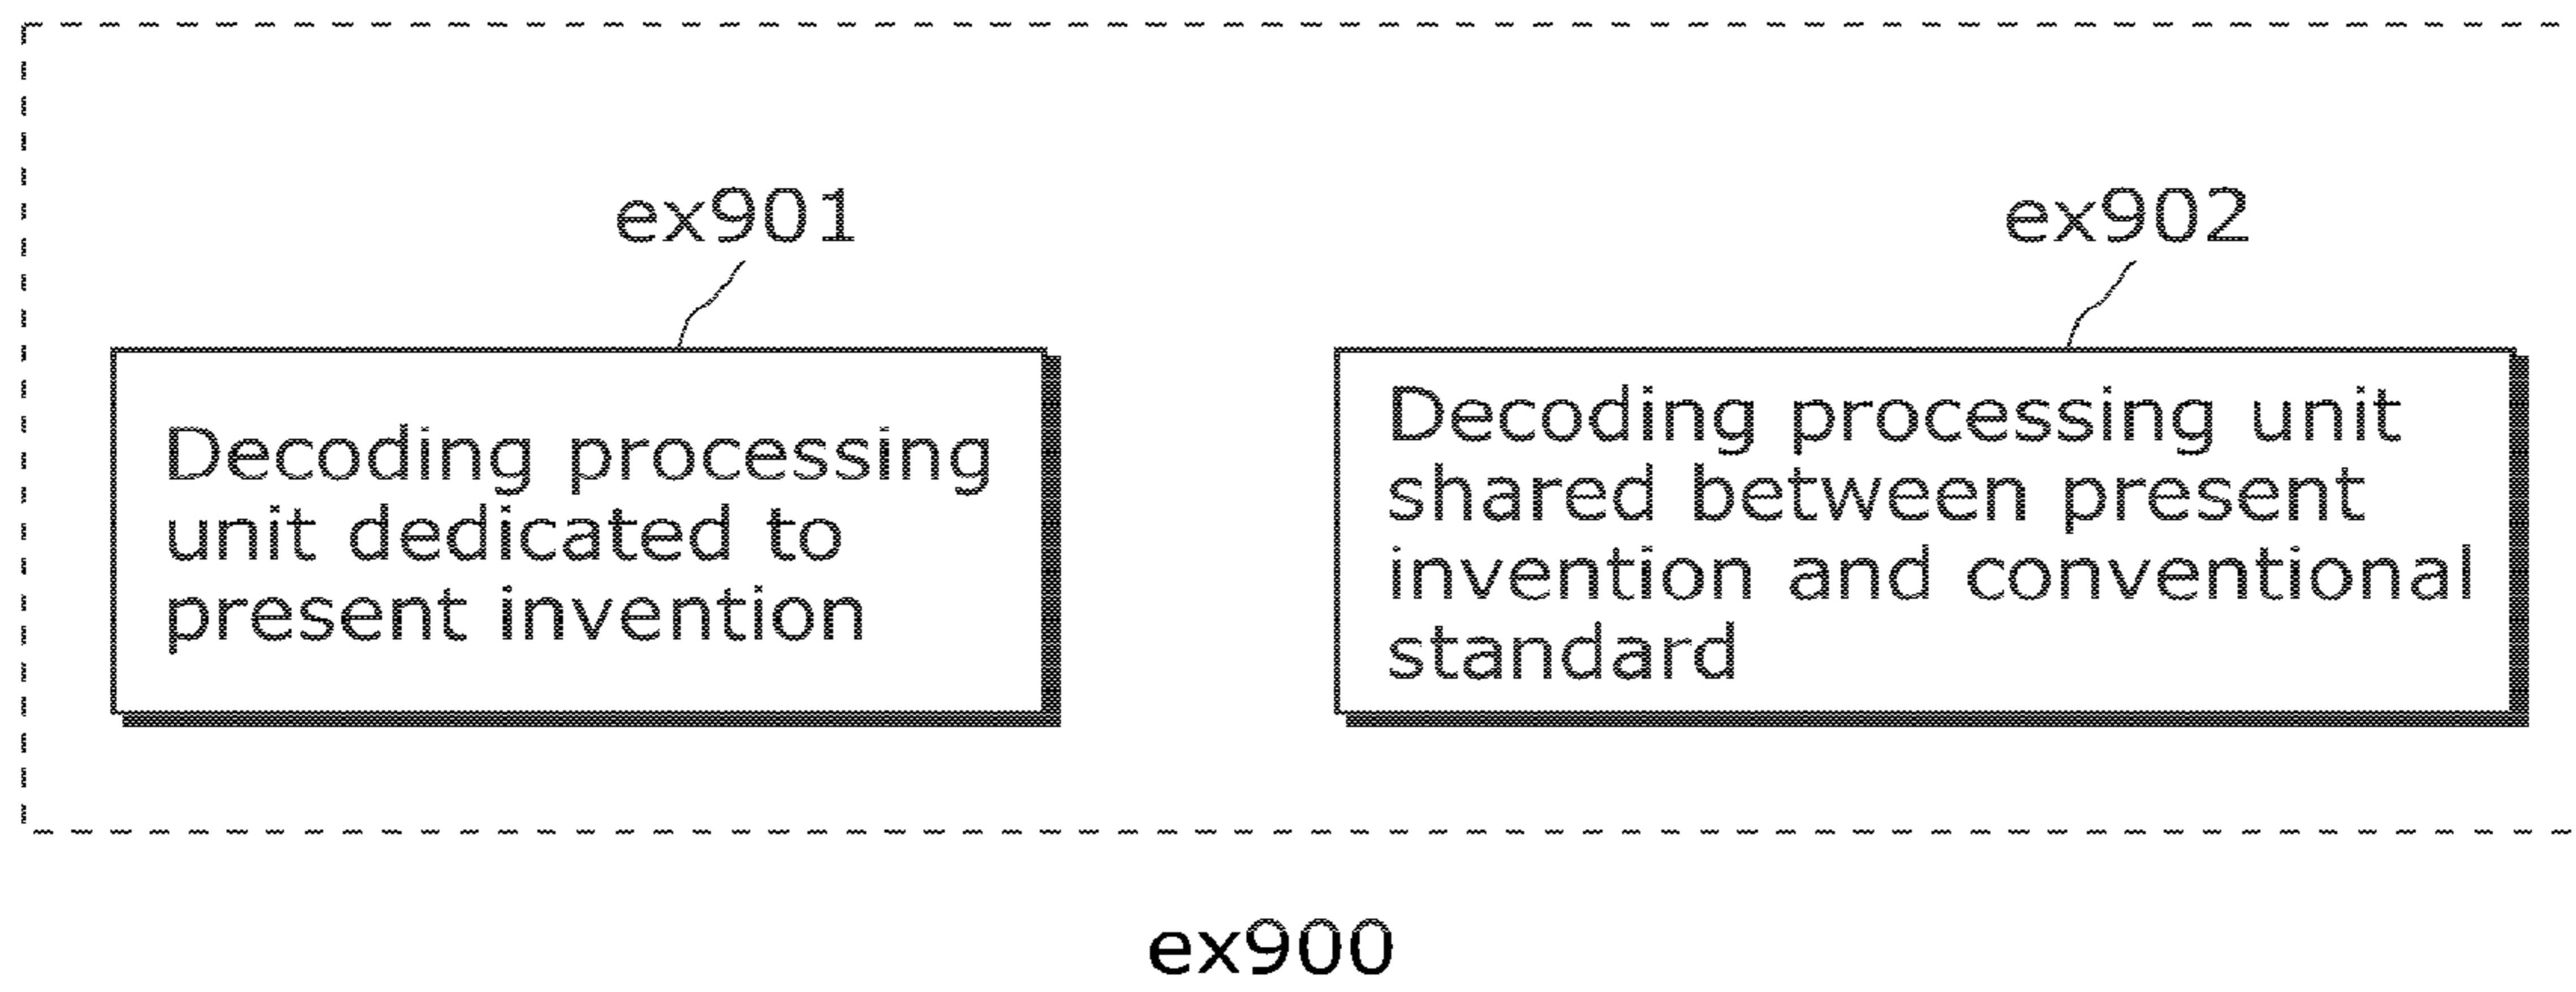 ex901
Decoding processing
unit dedicated to
present invention
ex902
Decoding processing unit
shared between present
invention and conventional
standard
ex900